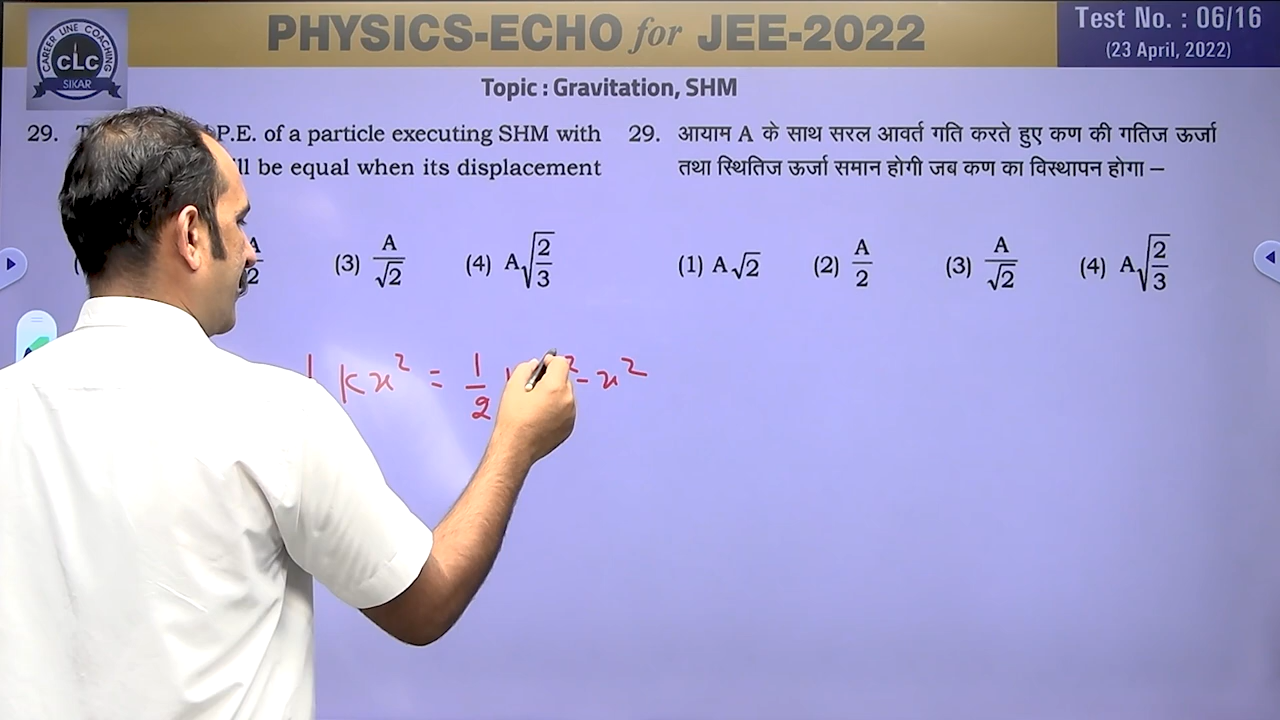 PHYSICS-ECHO for JEE-2022
Test No. : 06/16
(23 April, 2022)
CAREER LINE COACHING
CLC
SIKAR
Topic : Gravitation, SHM
29. P.E. of a particle executing SHM with
be equal when its displacement
A/2 (3) A/√2 (4) A√(2/3)
29. आयाम A के साथ सरल आवर्त गति करते हुए कण की गतिज ऊर्जा
तथा स्थितिज ऊर्जा समान होगी जब कण का विस्थापन होगा –
(1) A√2 (2) A/2 (3) A/√2 (4) A√(2/3)
Kx² = 1/2 ² - x²